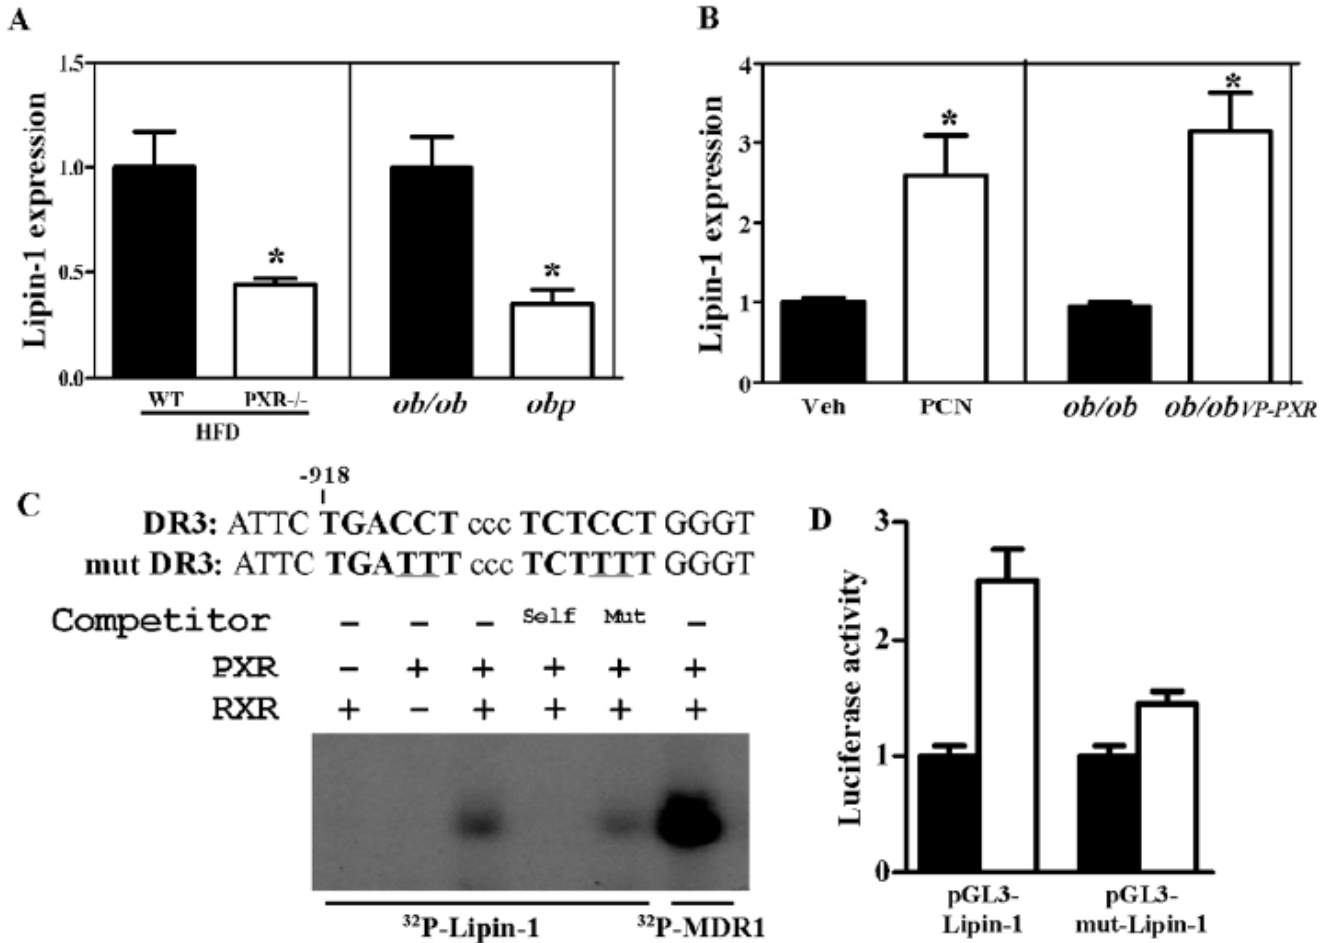 A
Lipin-1 expression
1.5
1.0
0.5
0.0
*
*
WT PXR-/- ob/ob obp
HFD
B
Lipin-1 expression
4
3
2
1
0
*
*
Veh PCN ob/ob ob/obVP-PXR
C
-918
DR3: ATTC TGACCT ccc TCTCCT GGGT
mut DR3: ATTC TGATTT ccc TCTTTT GGGT
Competitor – – – Self Mut –
PXR – + + + + +
RXR + – + + + +
32P-Lipin-1 32P-MDR1
D
Luciferase activity
3
2
1
0
pGL3-
Lipin-1
pGL3-
mut-Lipin-1